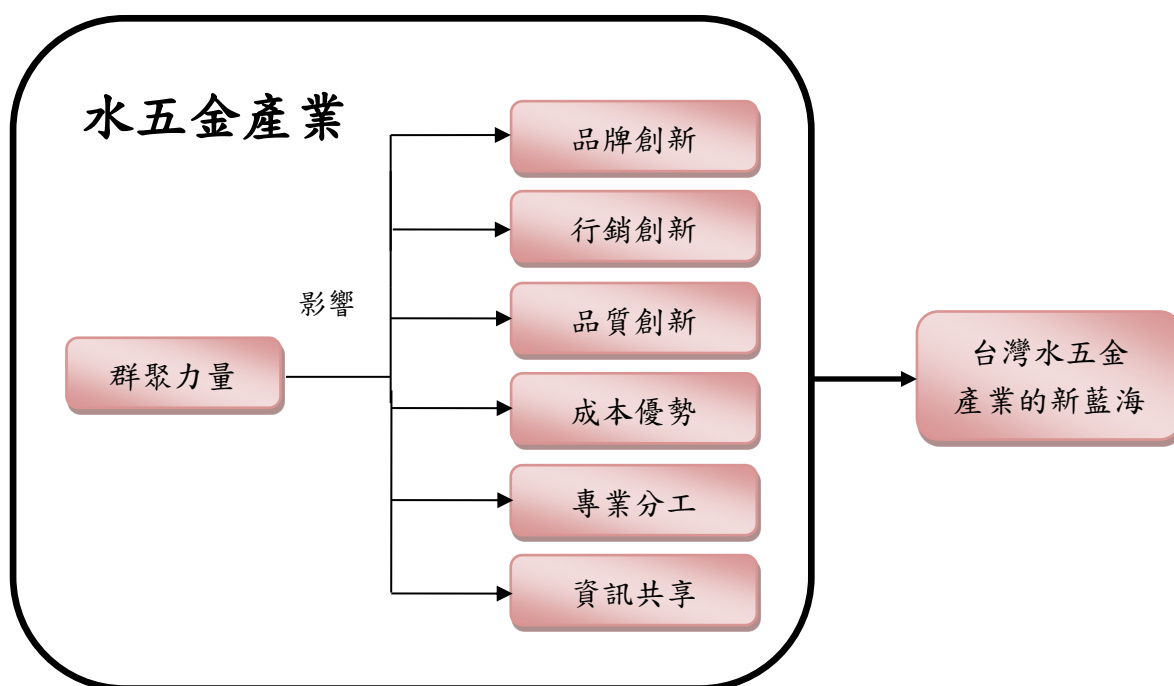 水五金產業
品牌創新
行銷創新
影響
品質創新
群聚力量
成本優勢
專業分工
資訊共享
台灣水五金
產業的新藍海